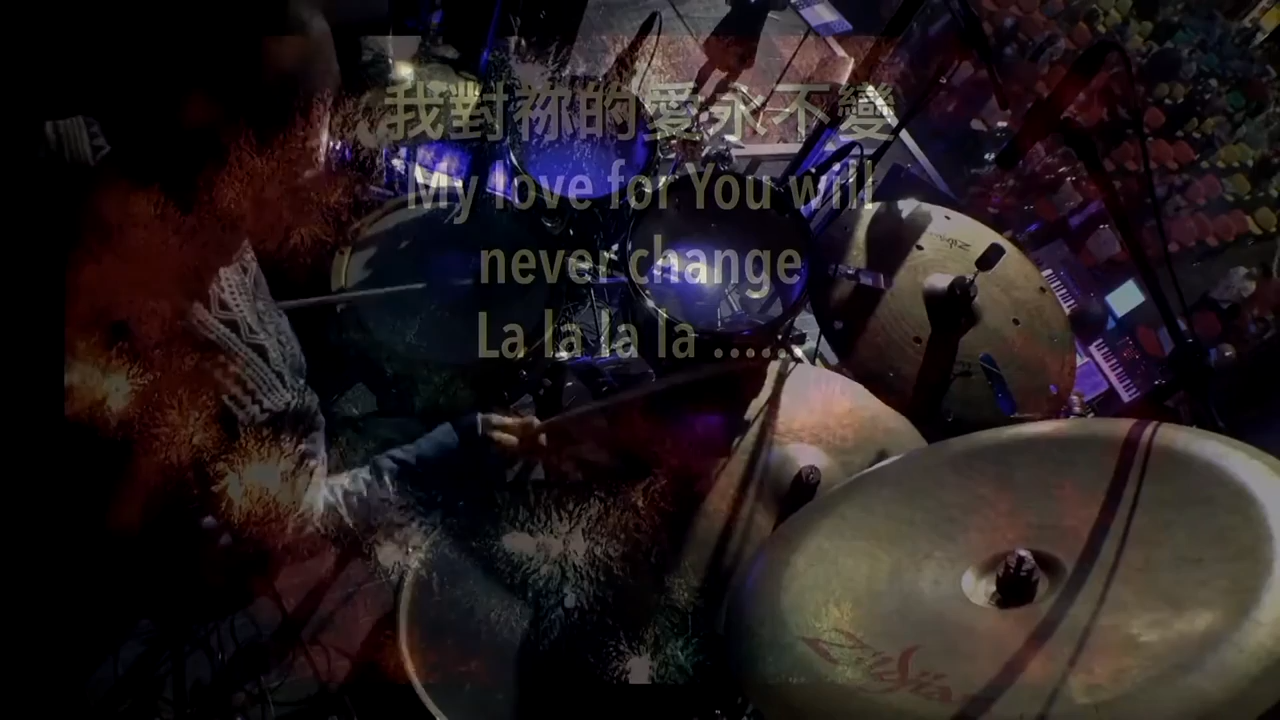 我對祢的愛永不變
My love for You will
never change
La la la la ......
Zildjian